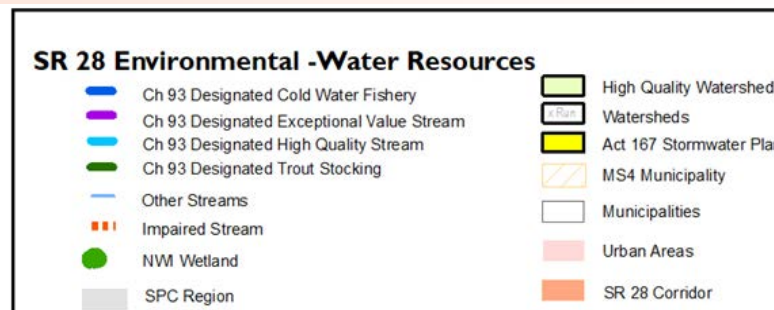 SR 28 Environmental -Water Resources
Ch 93 Designated Cold Water Fishery
Ch 93 Designated Exceptional Value Stream
Ch 93 Designated High Quality Stream
Ch 93 Designated Trout Stocking
Other Streams
Impaired Stream
NWI Wetland
SPC Region
High Quality Watershed
x Run
Watersheds
Act 167 Stormwater Plan
MS4 Municipality
Municipalities
Urban Areas
SR 28 Corridor